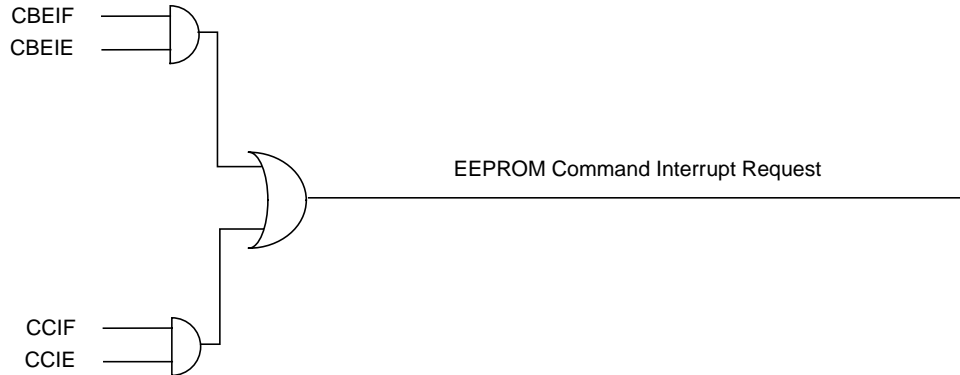 CBEIF
CBEIE
EEPROM Command Interrupt Request
CCIF
CCIE